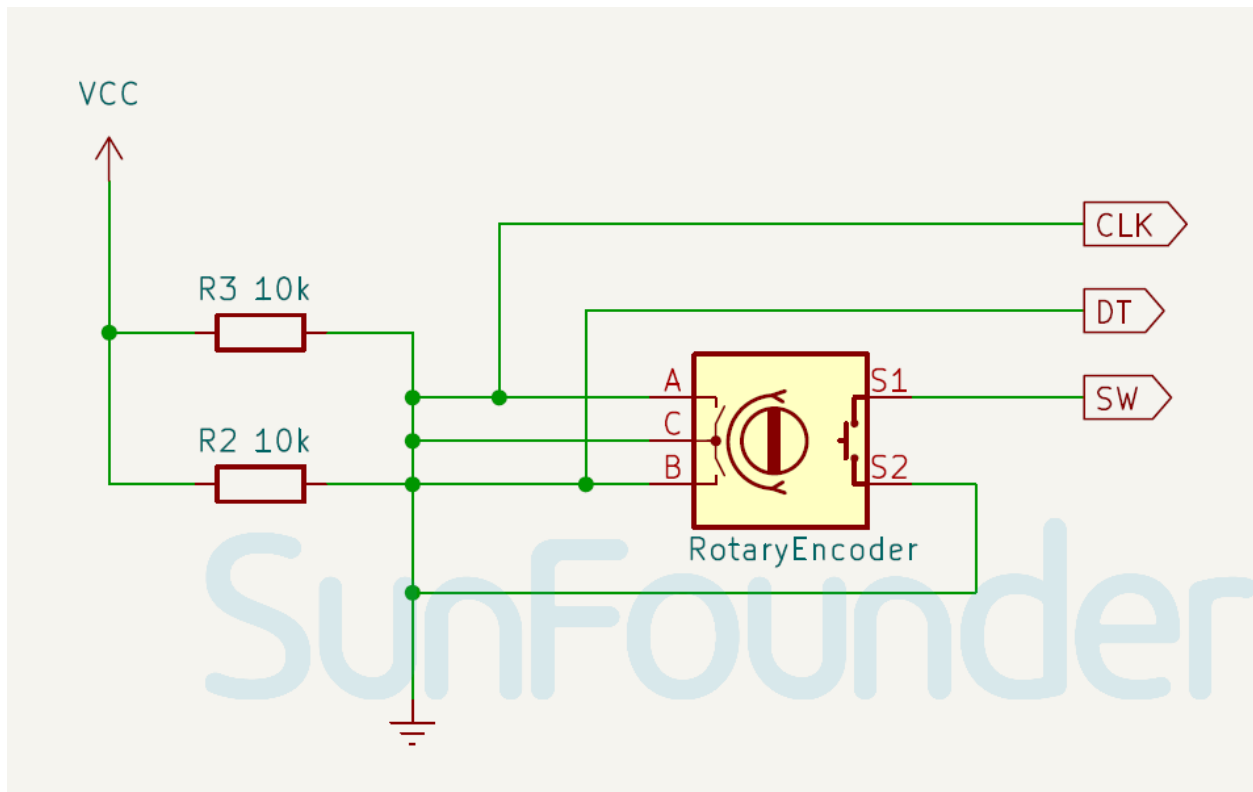 VCC
CLK
R3 10k
DT
A
S1
SW
C
R2 10k
B
S2
RotaryEncoder
SunFounder